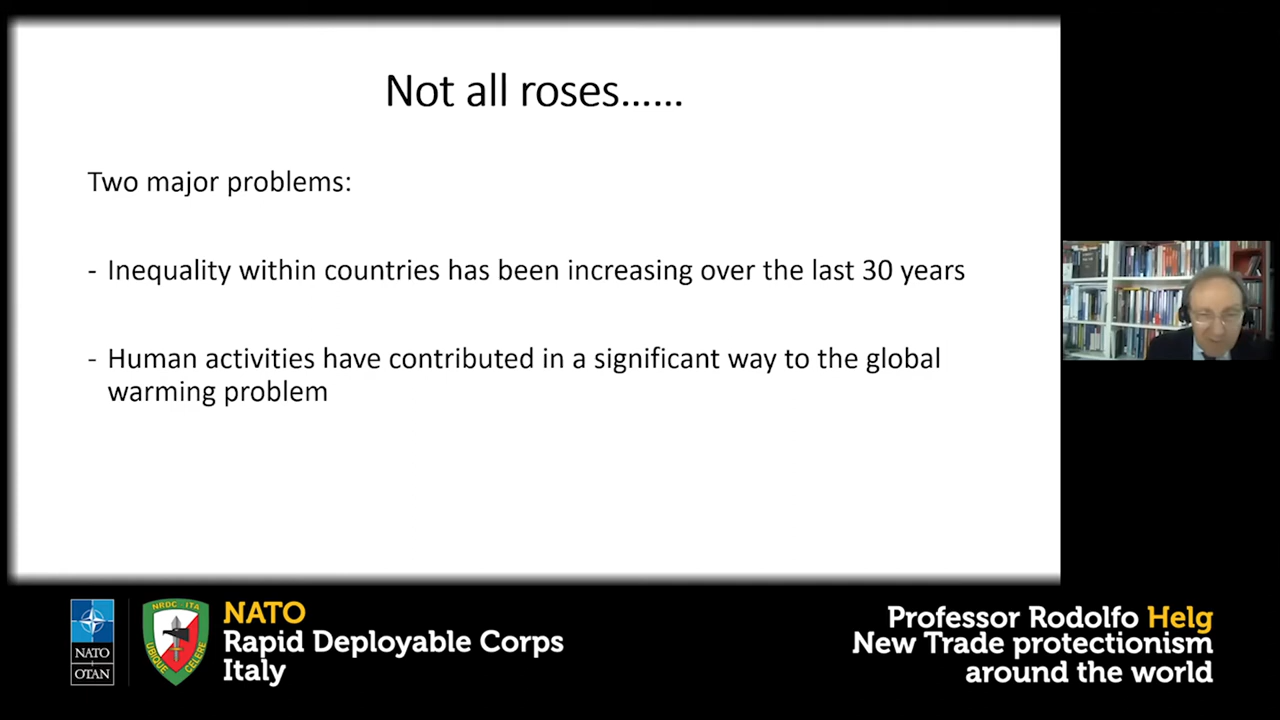 Not all roses......
Two major problems:
- Inequality within countries has been increasing over the last 30 years
- Human activities have contributed in a significant way to the global
warming problem
NATO
OTAN
NRDC - ITA
UBIQUE CELERE
NATO
Rapid Deployable Corps
Italy
Professor Rodolfo Helg
New Trade protectionism
around the world